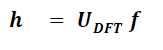 h = U_DFT f